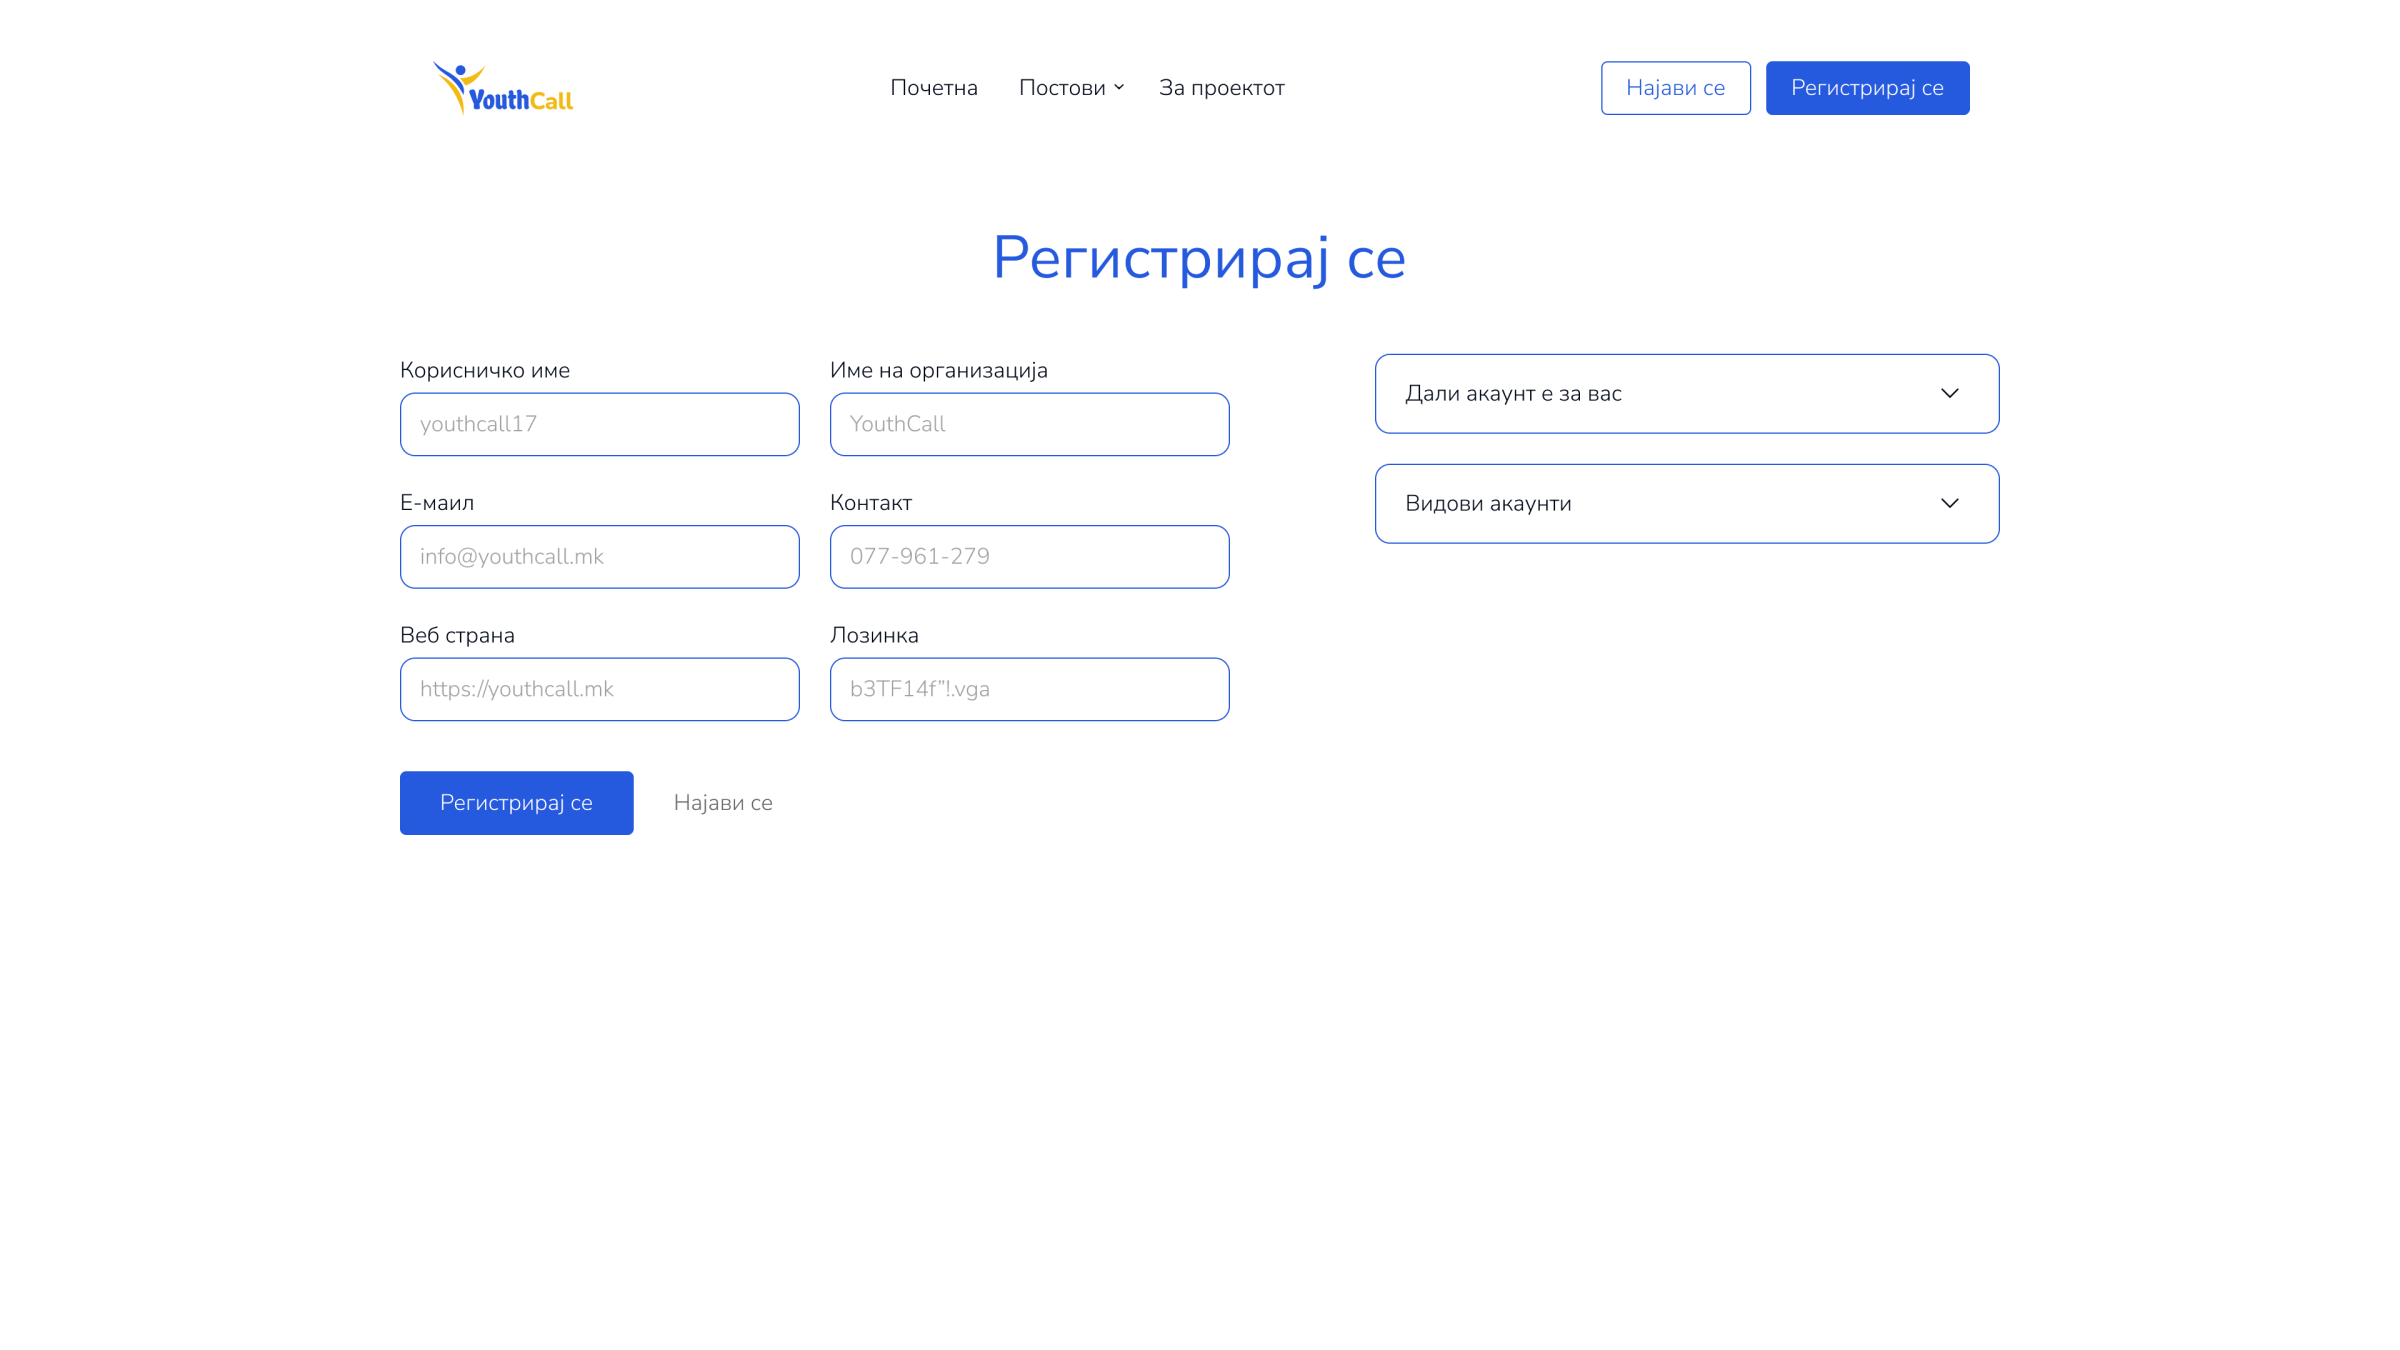 YouthCall
Почетна
Постови
За проектот
Најави се
Регистрирај се
Регистрирај се
Корисничко име
youthcall17
Име на организација
YouthCall
Е-маил
info@youthcall.mk
Контакт
077-961-279
Веб страна
https://youthcall.mk
Лозинка
b3TF14f”!.vga
Регистрирај се
Најави се
Дали акаунт е за вас
Видови акаунти